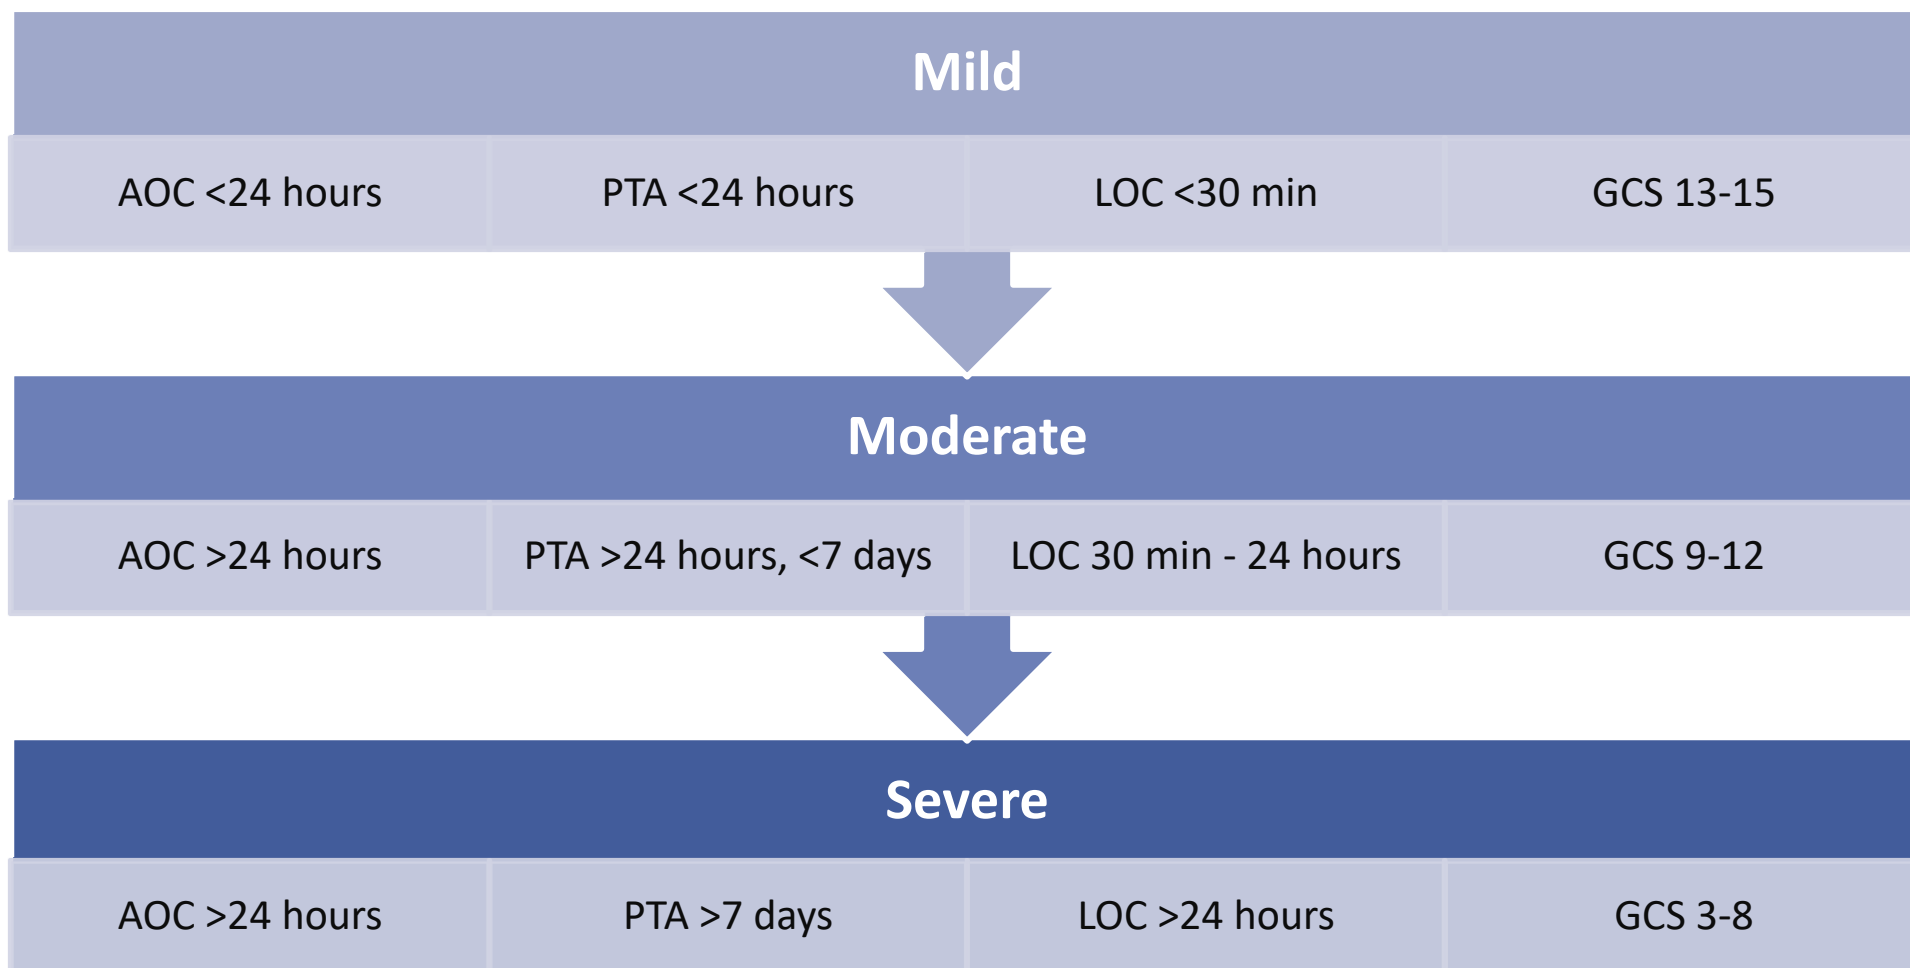 Mild
AOC <24 hours
PTA <24 hours
LOC <30 min
GCS 13-15
Moderate
AOC >24 hours
PTA >24 hours, <7 days
LOC 30 min - 24 hours
GCS 9-12
Severe
AOC >24 hours
PTA >7 days
LOC >24 hours
GCS 3-8